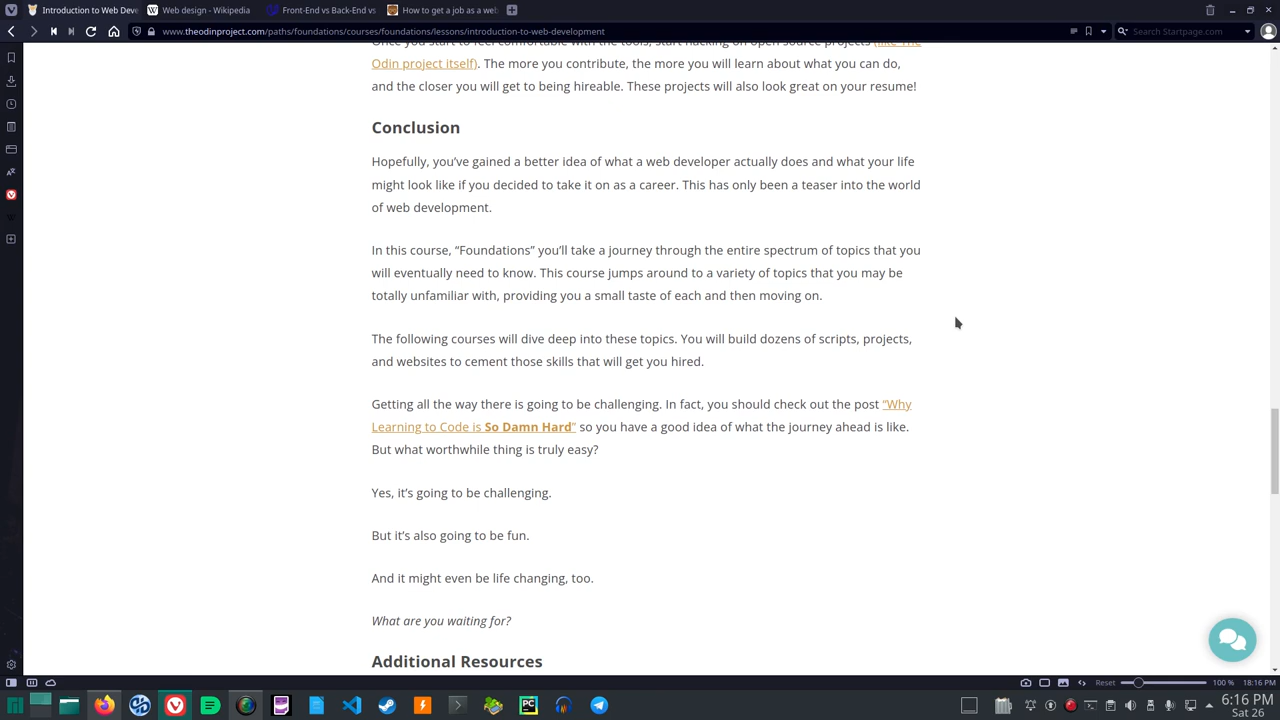 Introduction to Web Deve
Web design - Wikipedia
Front-End vs Back-End vs
How to get a job as a web
www.theodinproject.com/paths/foundations/courses/foundations/lessons/introduction-to-web-development
Search Startpage.com
Once you start to feel comfortable with the tools, start hacking on open source projects (like The
Odin project itself). The more you contribute, the more you will learn about what you can do,
and the closer you will get to being hireable. These projects will also look great on your resume!
Conclusion
Hopefully, you’ve gained a better idea of what a web developer actually does and what your life
might look like if you decided to take it on as a career. This has only been a teaser into the world
of web development.
In this course, “Foundations” you’ll take a journey through the entire spectrum of topics that you
will eventually need to know. This course jumps around to a variety of topics that you may be
totally unfamiliar with, providing you a small taste of each and then moving on.
The following courses will dive deep into these topics. You will build dozens of scripts, projects,
and websites to cement those skills that will get you hired.
Getting all the way there is going to be challenging. In fact, you should check out the post “Why
Learning to Code is So Damn Hard” so you have a good idea of what the journey ahead is like.
But what worthwhile thing is truly easy?
Yes, it’s going to be challenging.
But it’s also going to be fun.
And it might even be life changing, too.
What are you waiting for?
Additional Resources
Reset
100 %
18:16 PM
6:16 PM
Sat 26